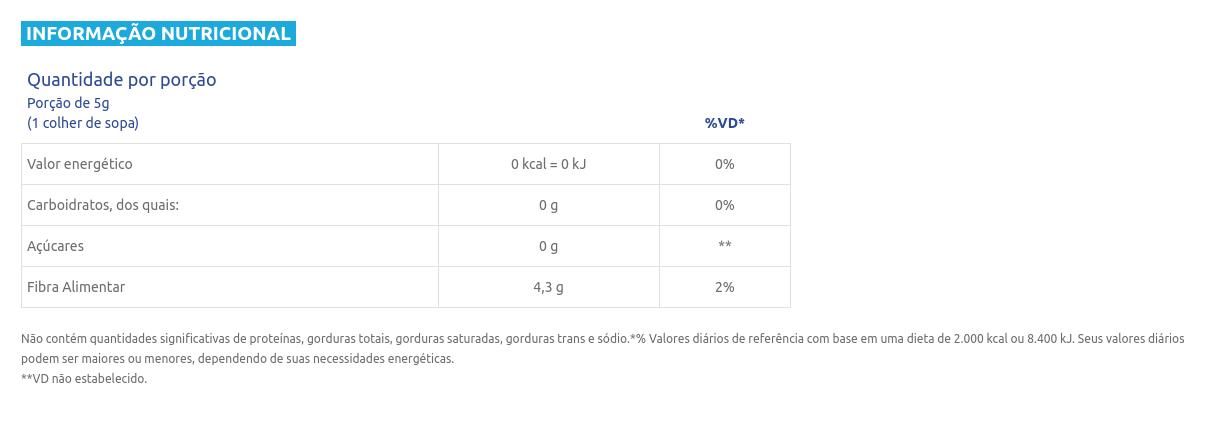 INFORMAÇÃO NUTRICIONAL
Quantidade por porção
Porção de 5g
(1 colher de sopa) %VD*
Valor energético 0 kcal = 0 kJ 0%
Carboidratos, dos quais: 0 g 0%
Açúcares 0 g **
Fibra Alimentar 4,3 g 2%
Não contém quantidades significativas de proteínas, gorduras totais, gorduras saturadas, gorduras trans e sódio.*% Valores diários de referência com base em uma dieta de 2.000 kcal ou 8.400 kJ. Seus valores diários
podem ser maiores ou menores, dependendo de suas necessidades energéticas.
**VD não estabelecido.